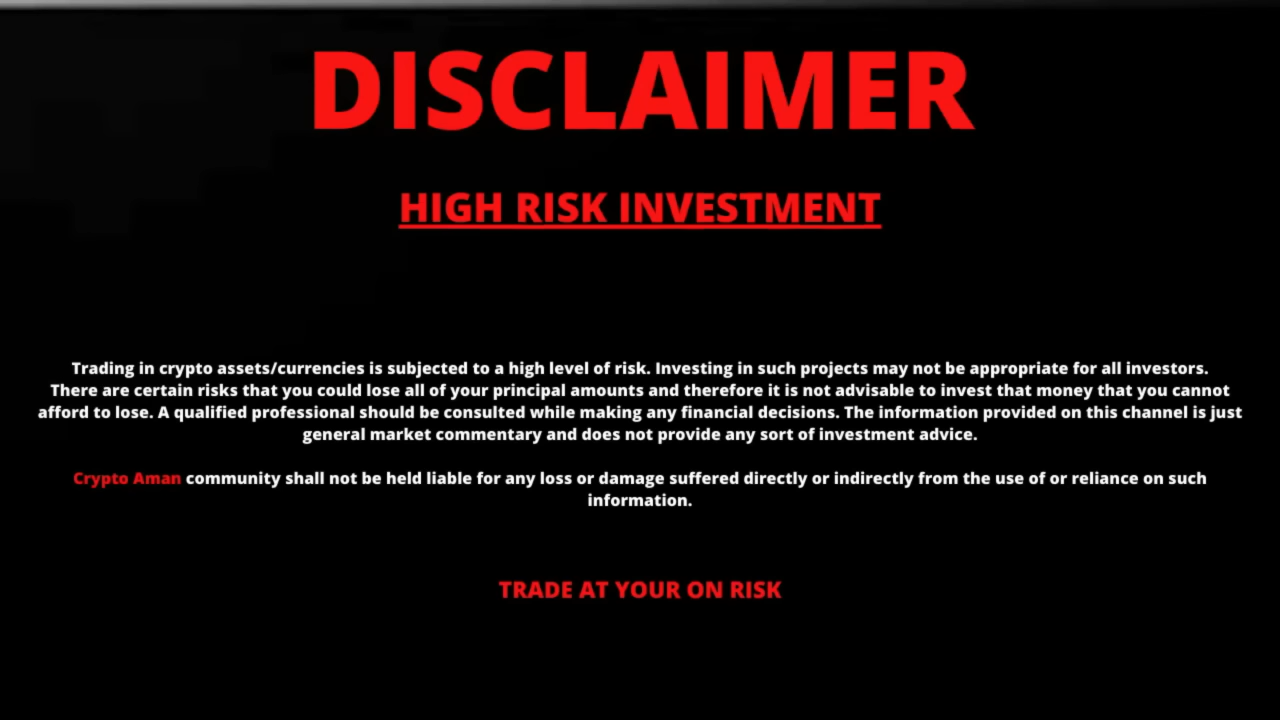 DISCLAIMER
HIGH RISK INVESTMENT
Trading in crypto assets/currencies is subjected to a high level of risk. Investing in such projects may not be appropriate for all investors.
There are certain risks that you could lose all of your principal amounts and therefore it is not advisable to invest that money that you cannot
afford to lose. A qualified professional should be consulted while making any financial decisions. The information provided on this channel is just
general market commentary and does not provide any sort of investment advice.
Crypto Aman community shall not be held liable for any loss or damage suffered directly or indirectly from the use of or reliance on such
information.
TRADE AT YOUR ON RISK